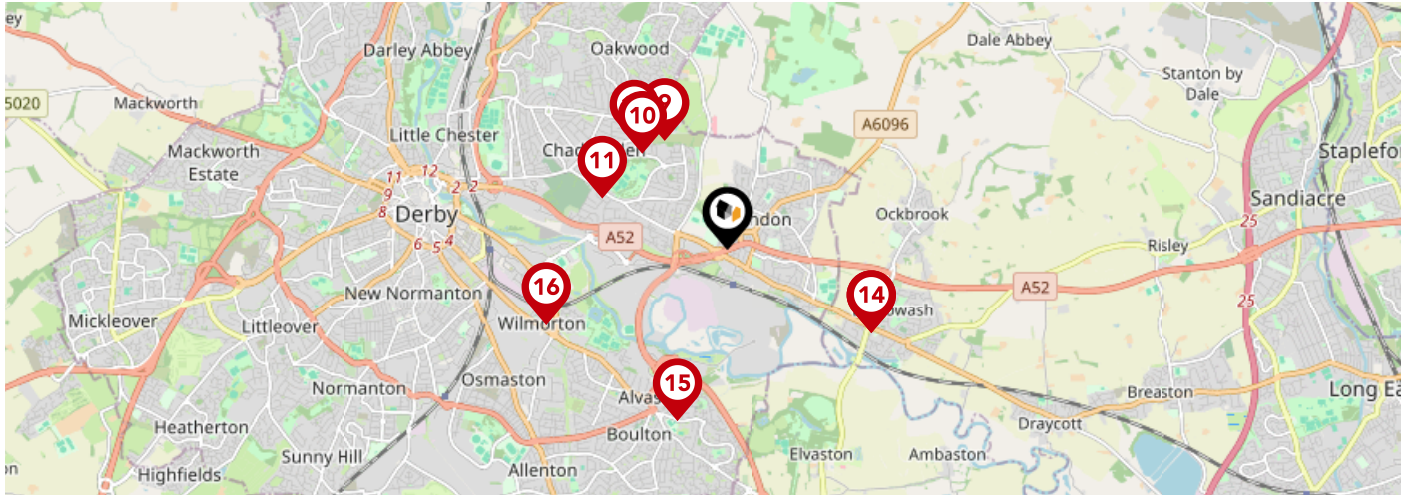 Darley Abbey
Oakwood
Dale Abbey
Stanton by
Dale
5020
Mackworth
Little Chester
9
10
A6096
Mackworth
Estate
11
Staplefo
11
12
9
2
2
8
Derby
Sandiacre
6
5
4
A52
Ockbrook
25
Risley
16
New Normanton
14
A52
25
Mickleover
Littleover
Wilmorton
Osmaston
15
Normanton
Breaston
Long Ea
Heatherton
Boulton
Draycott
Sunny Hill
Allenton
Elvaston
Ambaston
Highfields